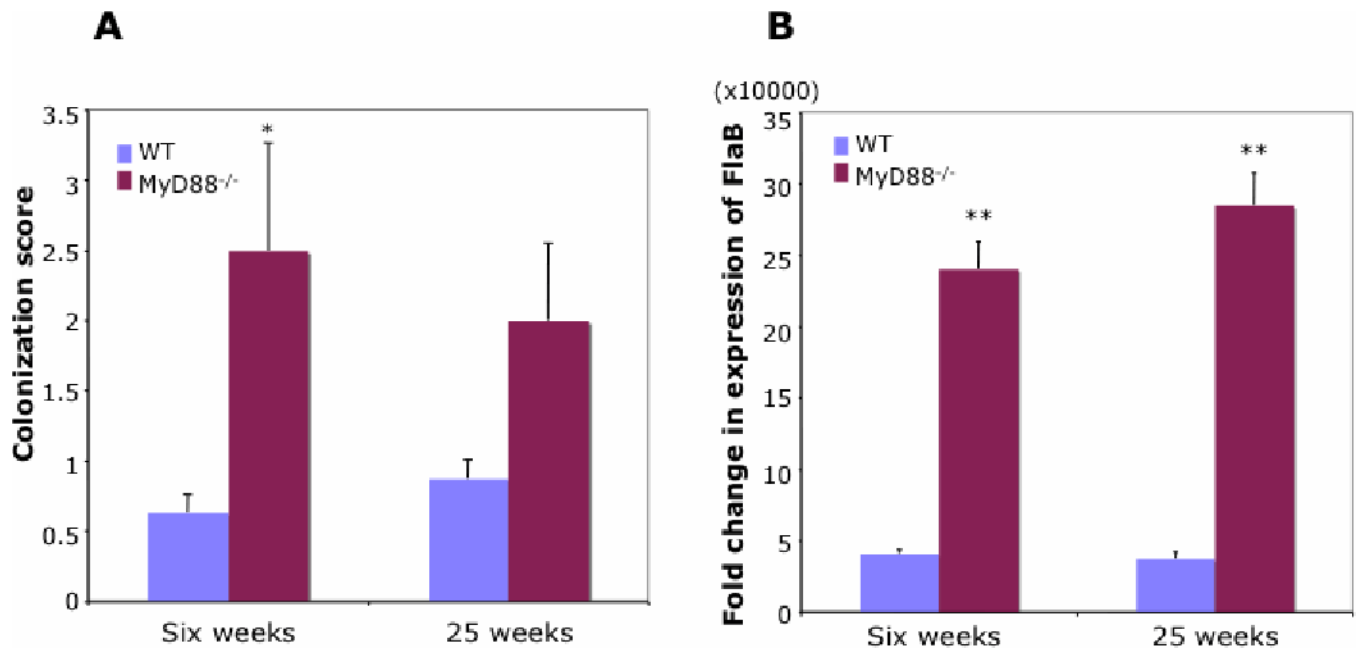 A
Colonization score
3.5
3
2.5
2
1.5
1
0.5
0
WT
MyD88-/-
*
Six weeks
25 weeks
B
(x10000)
Fold change in expression of FlaB
35
30
25
20
15
10
5
0
WT
MyD88-/-
**
**
Six weeks
25 weeks